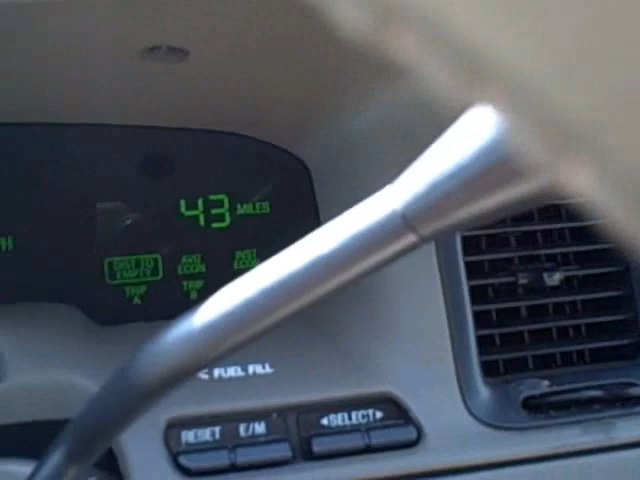 43 MILES
DIST TO EMPTY
AVG ECON
INST ECON
TRIP A
TRIP B
< FUEL FILL
RESET E/M ◄SELECT►